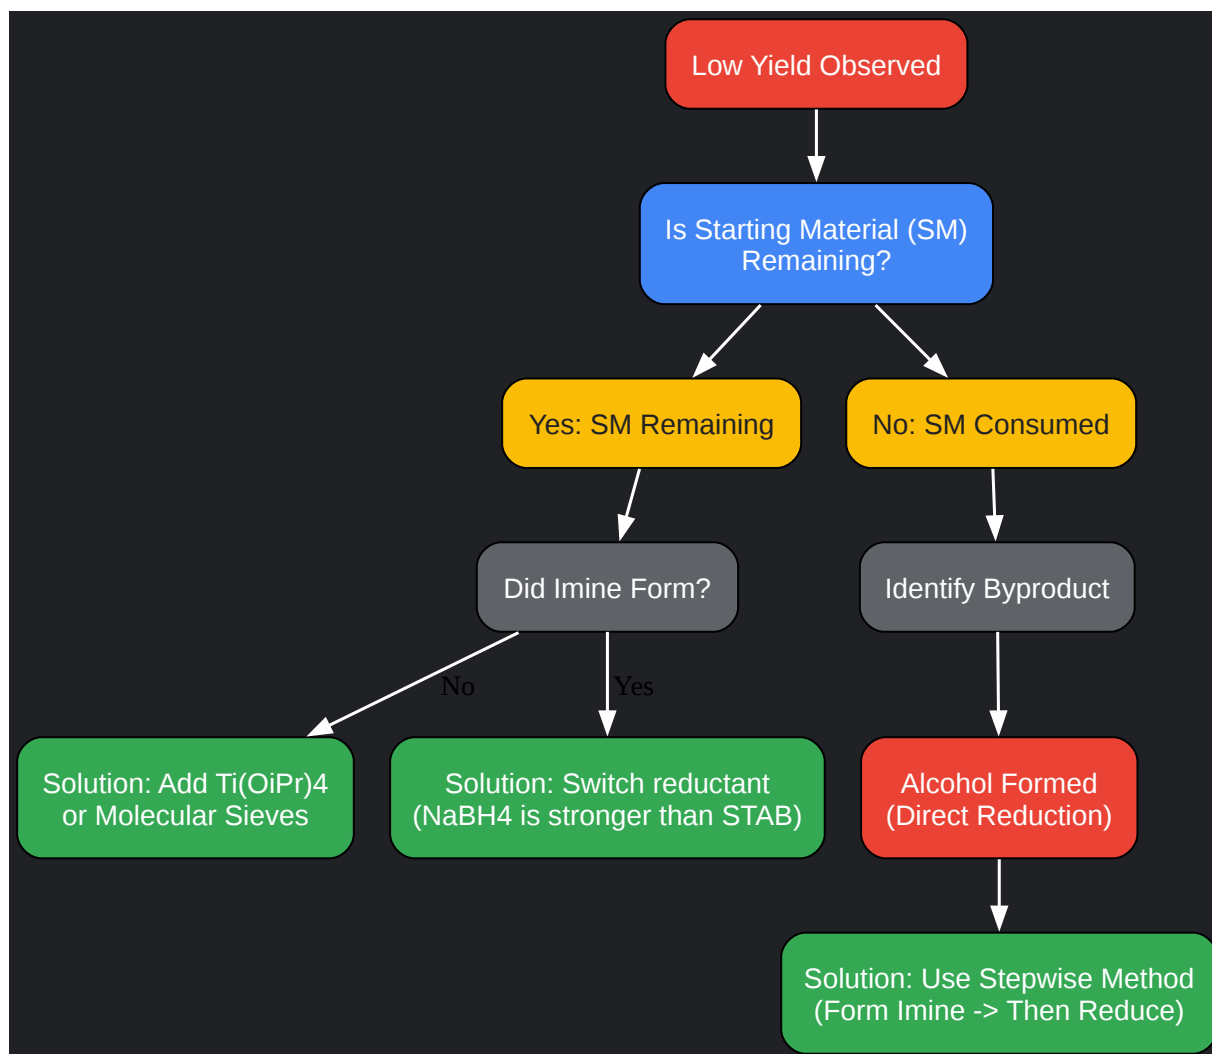 Low Yield Observed
Is Starting Material (SM)
Remaining?
Yes: SM Remaining
No: SM Consumed
Did Imine Form?
Identify Byproduct
No
Yes
Solution: Add Ti(OiPr)4
or Molecular Sieves
Solution: Switch reductant
(NaBH4 is stronger than STAB)
Alcohol Formed
(Direct Reduction)
Solution: Use Stepwise Method
(Form Imine -> Then Reduce)